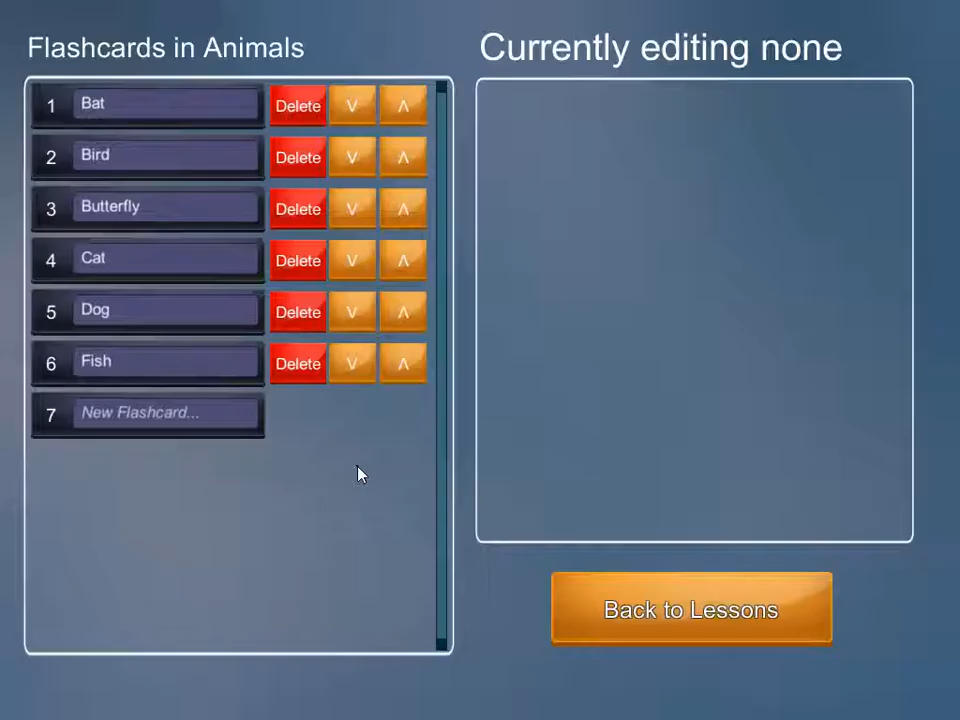 Flashcards in Animals
1 Bat Delete V Λ
2 Bird Delete V Λ
3 Butterfly Delete V Λ
4 Cat Delete V Λ
5 Dog Delete V Λ
6 Fish Delete V Λ
7 New Flashcard...
Currently editing none
Back to Lessons